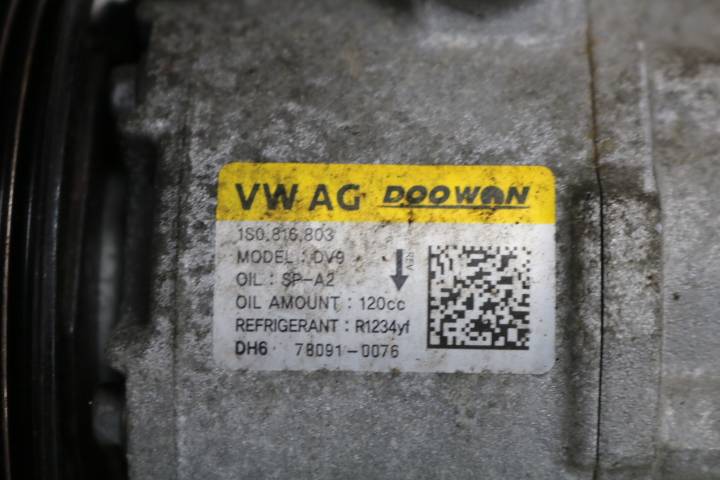 VW AG DOOWON
1S0.816.803
MODEL : DV9
REV
OIL : SP-A2
OIL AMOUNT : 120cc
REFRIGERANT : R1234yf
DH6 78091-0076